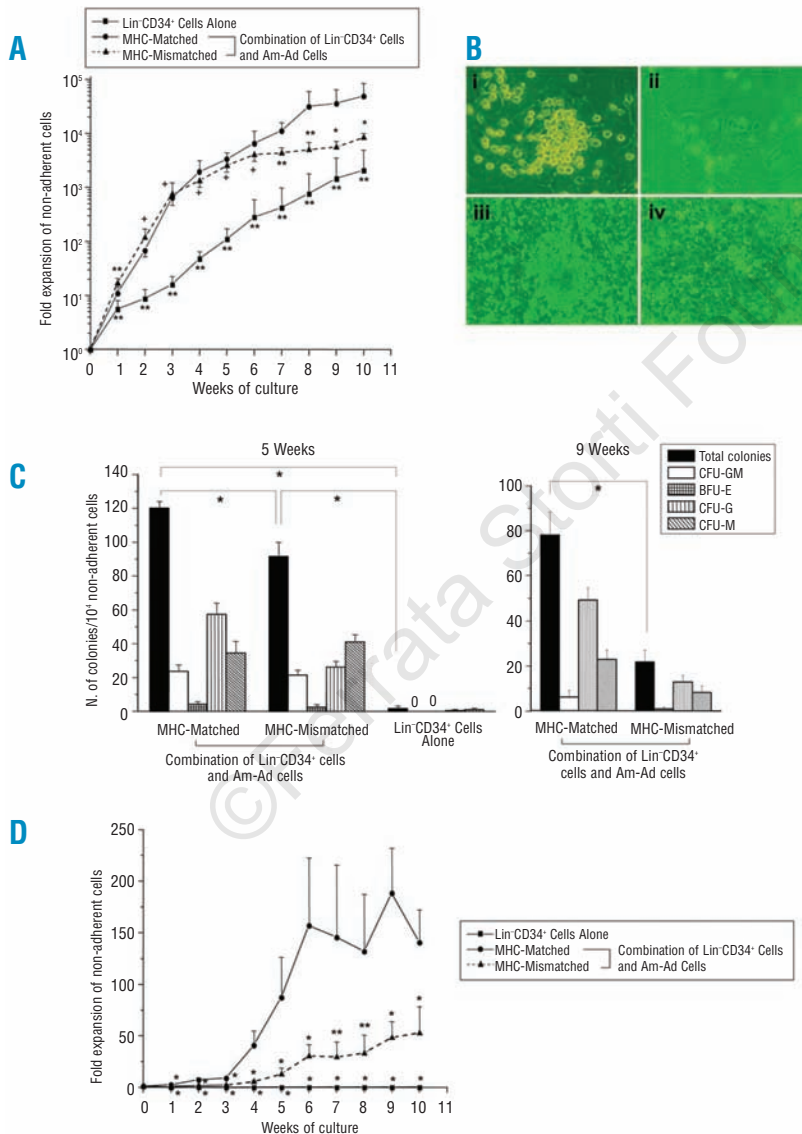 A
Lin⁻CD34⁺ Cells Alone
MHC-Matched
MHC-Mismatched
Combination of Lin⁻CD34⁺ Cells
and Am-Ad Cells
Fold expansion of non-adherent cells
10⁵
10⁴
10³
10²
10¹
10⁰
** + + + + + ** ** * *
** ** ** ** ** ** ** ** ** **
0 1 2 3 4 5 6 7 8 9 10 11
Weeks of culture
B
i
ii
iii
iv
C
5 Weeks
N. of colonies/10⁴ non-adherent cells
140
120
100
80
60
40
20
0
*
* *
0 0
MHC-Matched
MHC-Mismatched
Lin⁻CD34⁺ Cells
Alone
Combination of Lin⁻CD34⁺ cells
and Am-Ad cells
9 Weeks
100
80
60
40
20
0
*
MHC-Matched
MHC-Mismatched
Combination of Lin⁻CD34⁺
cells and Am-Ad cells
Total colonies
CFU-GM
BFU-E
CFU-G
CFU-M
D
Fold expansion of non-adherent cells
250
200
150
100
50
0
* * * * * * ** ** * *
* * * * * * * * * *
0 1 2 3 4 5 6 7 8 9 10 11
Weeks of culture
Lin⁻CD34⁺ Cells Alone
MHC-Matched
MHC-Mismatched
Combination of Lin⁻CD34⁺ Cells
and Am-Ad Cells
©Ferrata Storti Foun